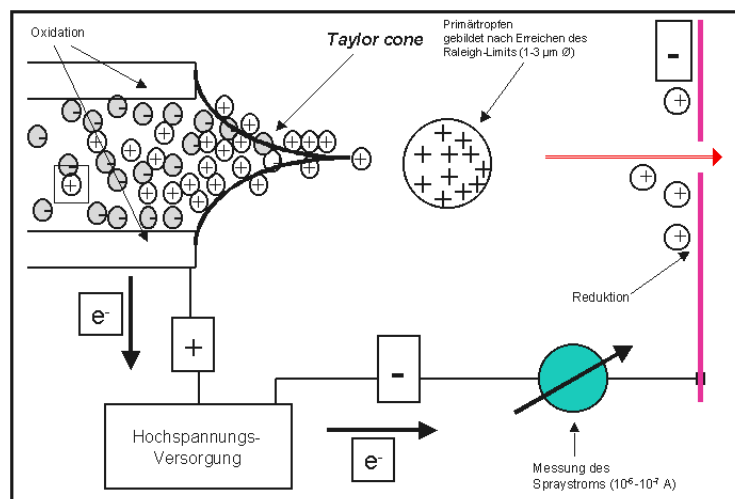 Oxidation
Taylor cone
Primärtropfen
gebildet nach Erreichen des
Raleigh-Limits (1-3 µm Ø)
-
Reduktion
e-
+
-
Hochspannungs-
Versorgung
e-
Messung des
Spraystroms (10⁻⁶-10⁻⁷ A)